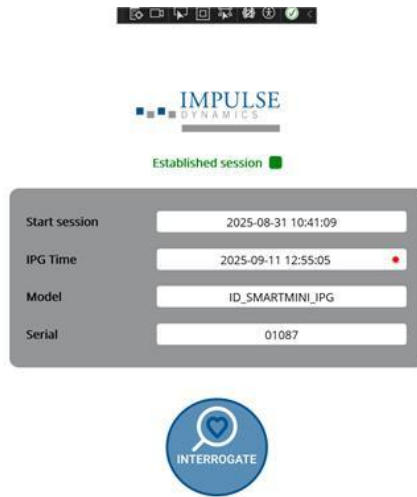 IMPULSE
DYNAMICS
Established session
Start session 2025-08-31 10:41:09
IPG Time 2025-09-11 12:55:05
Model ID_SMARTMINI_IPG
Serial 01087
INTERROGATE